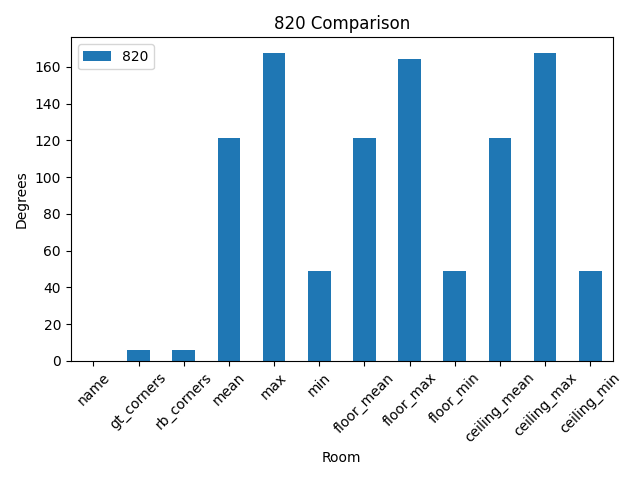 820 Comparison
820
Degrees
160
140
120
100
80
60
40
20
0
name
gt_corners
rb_corners
mean
max
min
floor_mean
floor_max
floor_min
ceiling_mean
ceiling_max
ceiling_min
Room